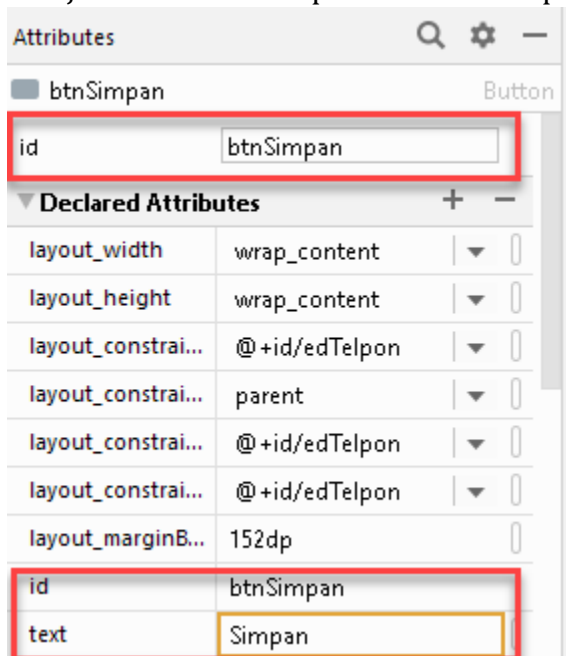 Attributes
btnSimpan Button
id btnSimpan
Declared Attributes
layout_width wrap_content
layout_height wrap_content
layout_constrai... @+id/edTelpon
layout_constrai... parent
layout_constrai... @+id/edTelpon
layout_constrai... @+id/edTelpon
layout_marginB... 152dp
id btnSimpan
text Simpan